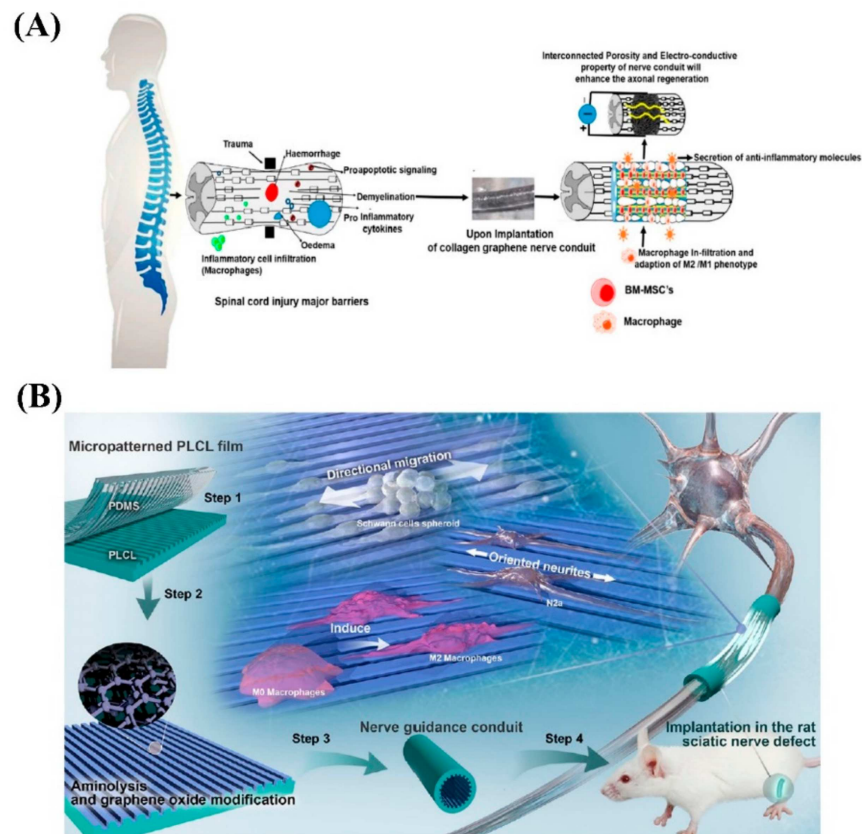 (A)
Interconnected Porosity and Electro-conductive
property of nerve conduit will
enhance the axonal regeneration
Trauma
Haemorrhage
Proapoptotic signaling
Demyelination
Pro Inflammatory
cytokines
Oedema
Inflammatory cell infiltration
(Macrophages)
Spinal cord injury major barriers
Upon Implantation
of collagen graphene nerve conduit
Secretion of anti-inflammatory molecules
Macrophage In-filtration and
adaption of M2 /M1 phenotype
BM-MSC's
Macrophage
(B)
Micropatterned PLCL film
PDMS
Step 1
PLCL
Step 2
Directional migration
Schwann cells spheroid
Oriented neurites
N2a
Induce
M2 Macrophages
M0 Macrophages
Aminolysis
and graphene oxide modification
Step 3
Nerve guidance conduit
Step 4
Implantation in the rat
sciatic nerve defect